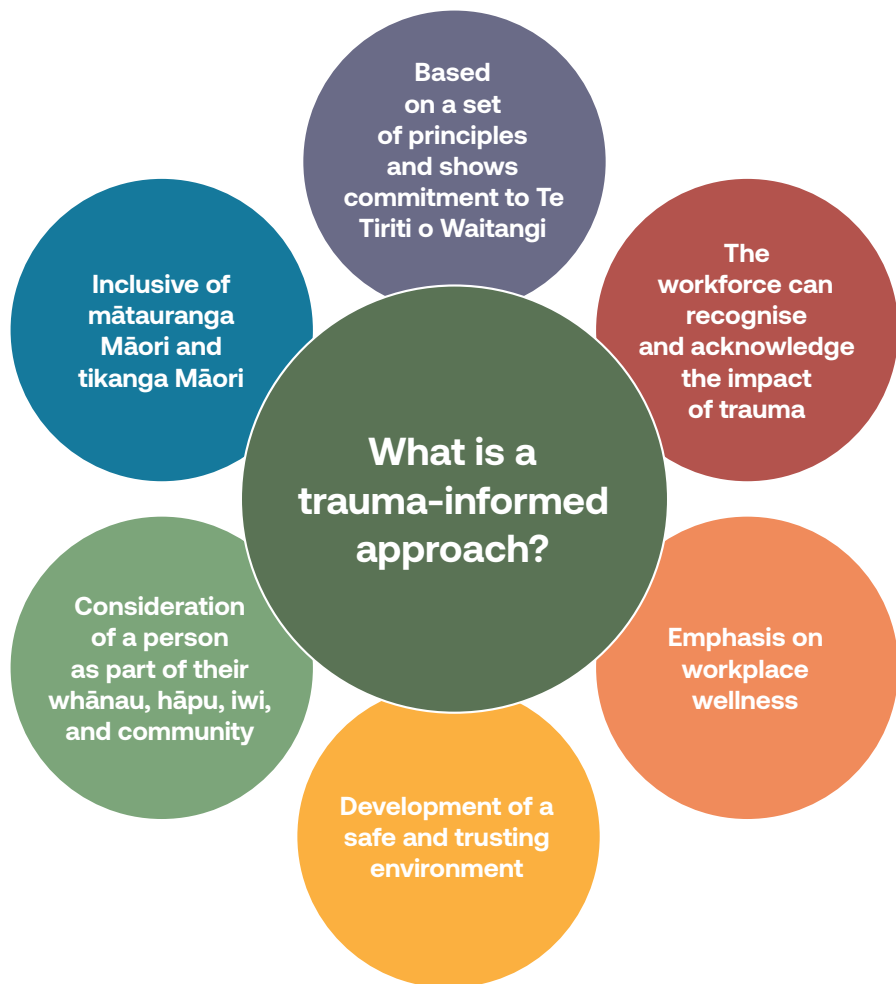 Based
on a set
of principles
and shows
commitment to Te
Tiriti o Waitangi
The
workforce can
recognise
and acknowledge
the impact
of trauma
Emphasis on
workplace
wellness
Development of a
safe and trusting
environment
Consideration
of a person
as part of their
whānau, hāpu, iwi,
and community
Inclusive of
mātauranga
Māori and
tikanga Māori
What is a
trauma-informed
approach?